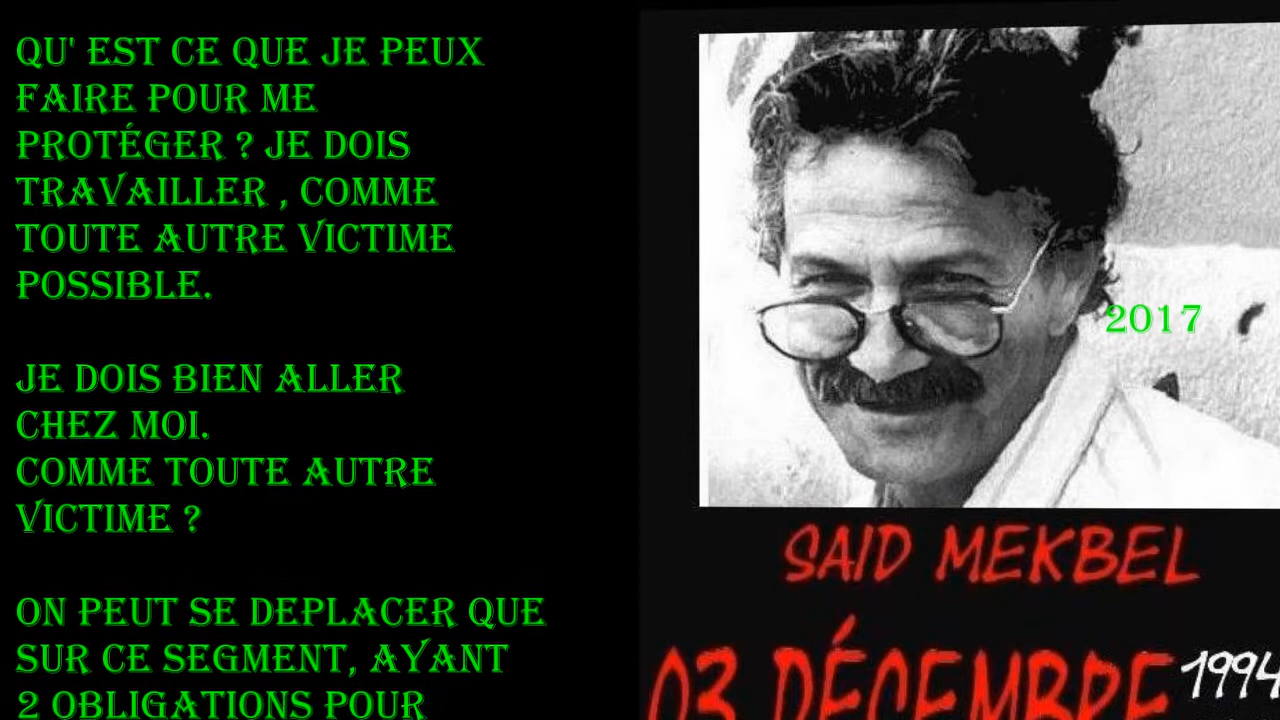 QU' EST CE QUE JE PEUX
FAIRE POUR ME
PROTÉGER ? JE DOIS
TRAVAILLER , COMME
TOUTE AUTRE VICTIME
POSSIBLE.
JE DOIS BIEN ALLER
CHEZ MOI.
COMME TOUTE AUTRE
VICTIME ?
ON PEUT SE DEPLACER QUE
SUR CE SEGMENT, AYANT
2 OBLIGATIONS POUR
2017
SAID MEKBEL
03 DÉCEMBRE 1994